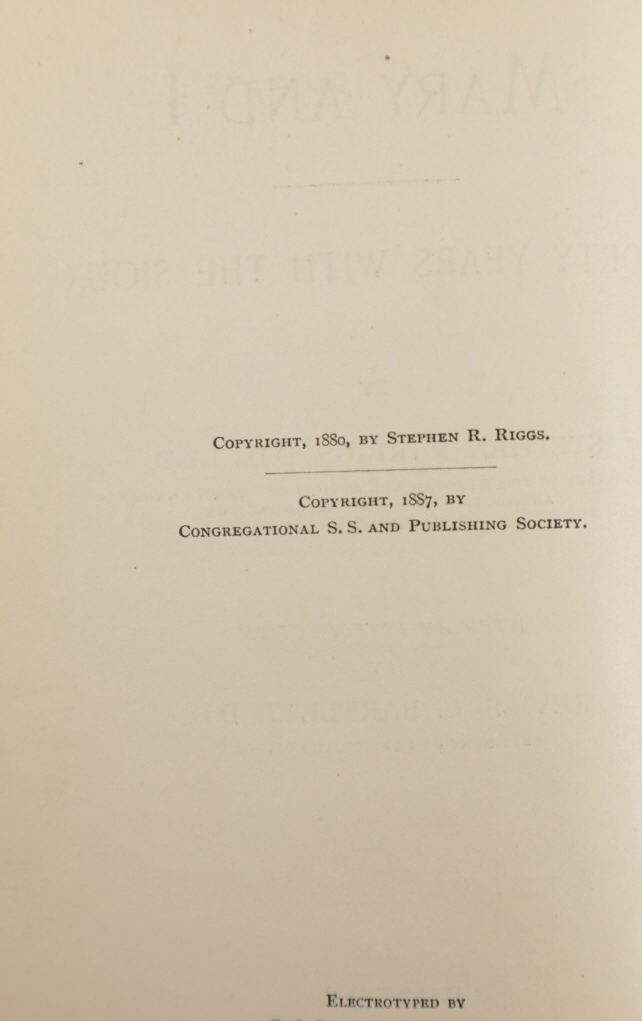 COPYRIGHT, 1880, BY STEPHEN R. RIGGS.
COPYRIGHT, 1887, BY
CONGREGATIONAL S. S. AND PUBLISHING SOCIETY.
ELECTROTYPED BY